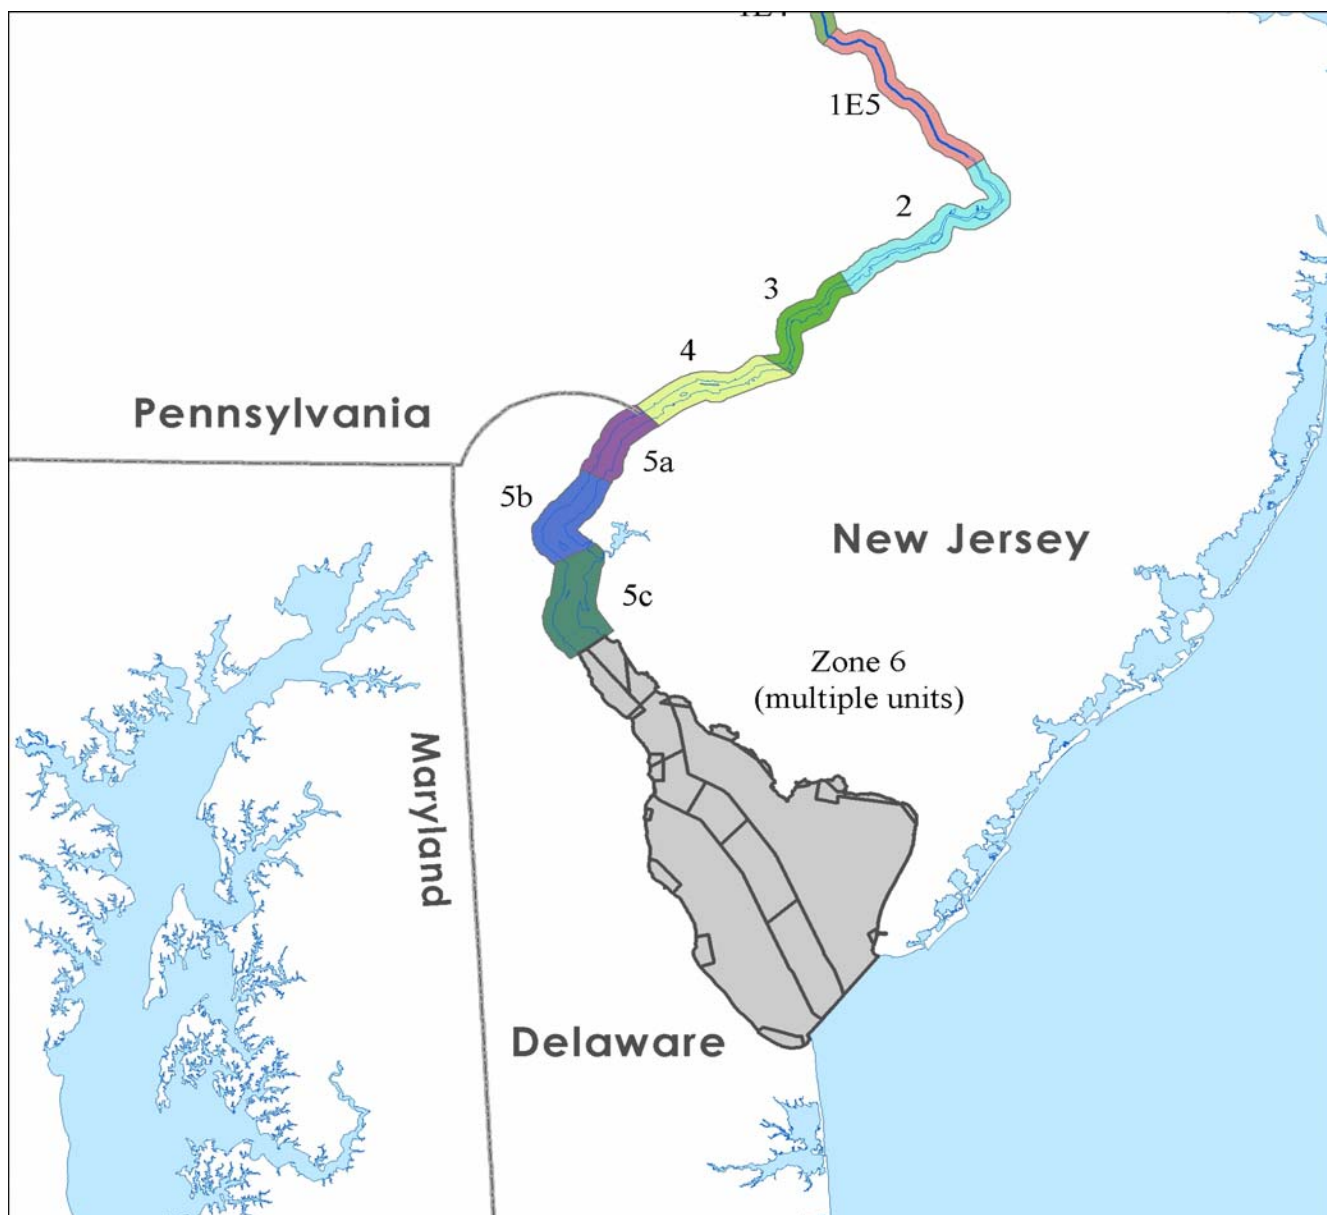 1E5
2
3
4
Pennsylvania
5a
5b
New Jersey
5c
Zone 6
(multiple units)
Maryland
Delaware